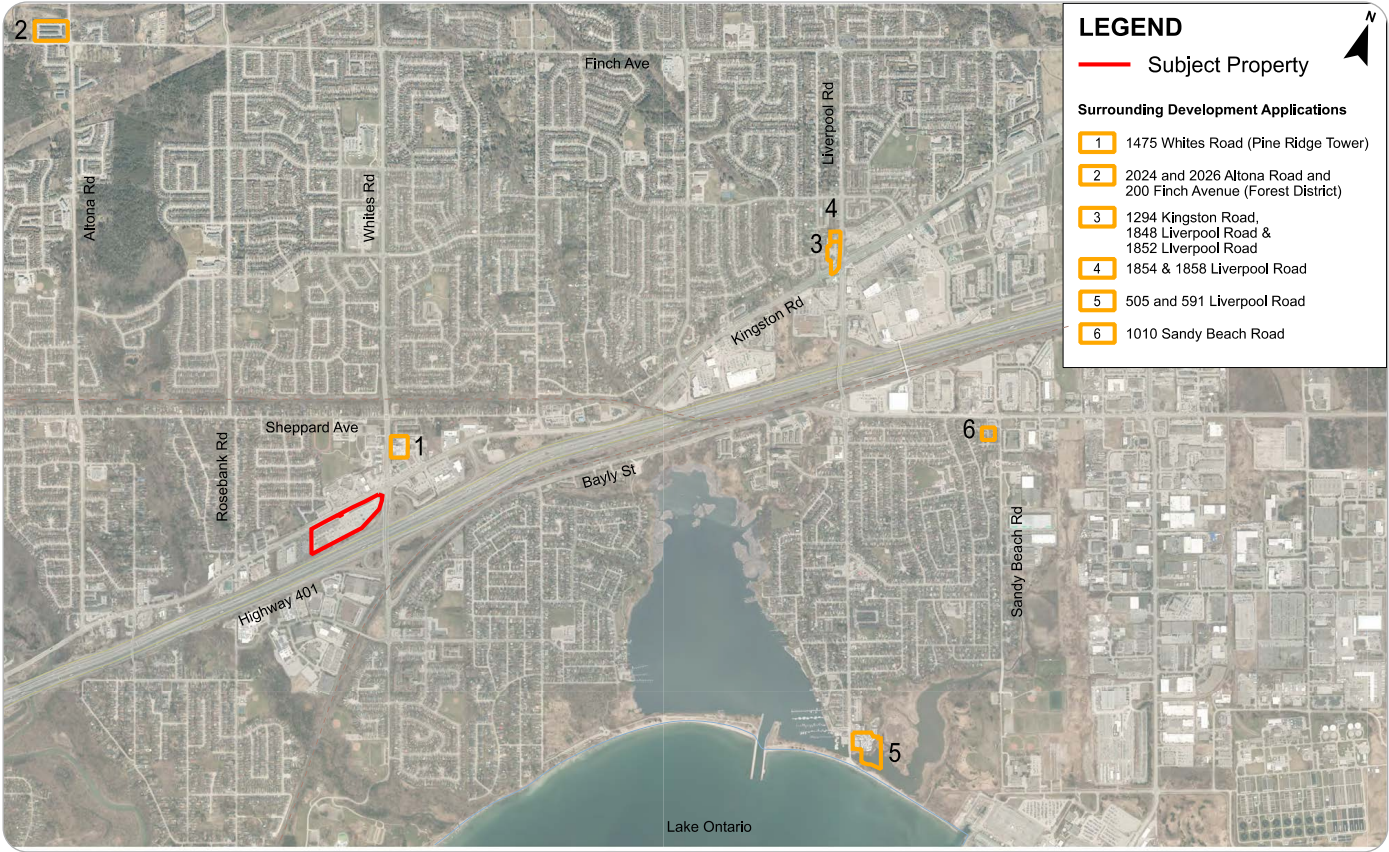 LEGEND
N
Subject Property
Surrounding Development Applications
1 1475 Whites Road (Pine Ridge Tower)
2 2024 and 2026 Altona Road and
200 Finch Avenue (Forest District)
3 1294 Kingston Road,
1848 Liverpool Road &
1852 Liverpool Road
4 1854 & 1858 Liverpool Road
5 505 and 591 Liverpool Road
6 1010 Sandy Beach Road
2
Finch Ave
Liverpool Rd
Altona Rd
Whites Rd
4
3
Kingston Rd
Sheppard Ave
1
6
Rosebank Rd
Bayly St
Sandy Beach Rd
Highway 401
5
Lake Ontario